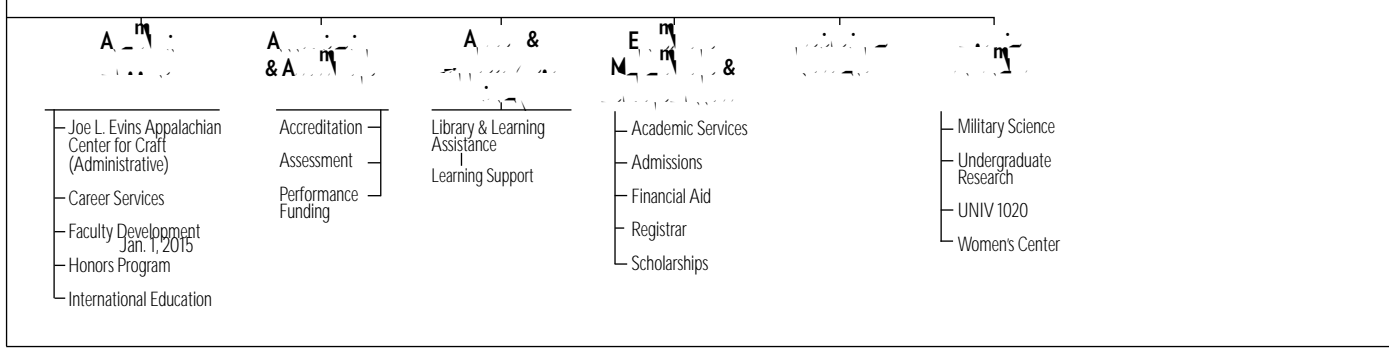 Joe L. Evins Appalachian
Center for Craft
(Administrative)
Career Services
Faculty Development
Jan. 1, 2015
Honors Program
International Education
Accreditation
Assessment
Performance
Funding
Library & Learning
Assistance
Learning Support
Academic Services
Admissions
Financial Aid
Registrar
Scholarships
Military Science
Undergraduate
Research
UNIV 1020
Women's Center